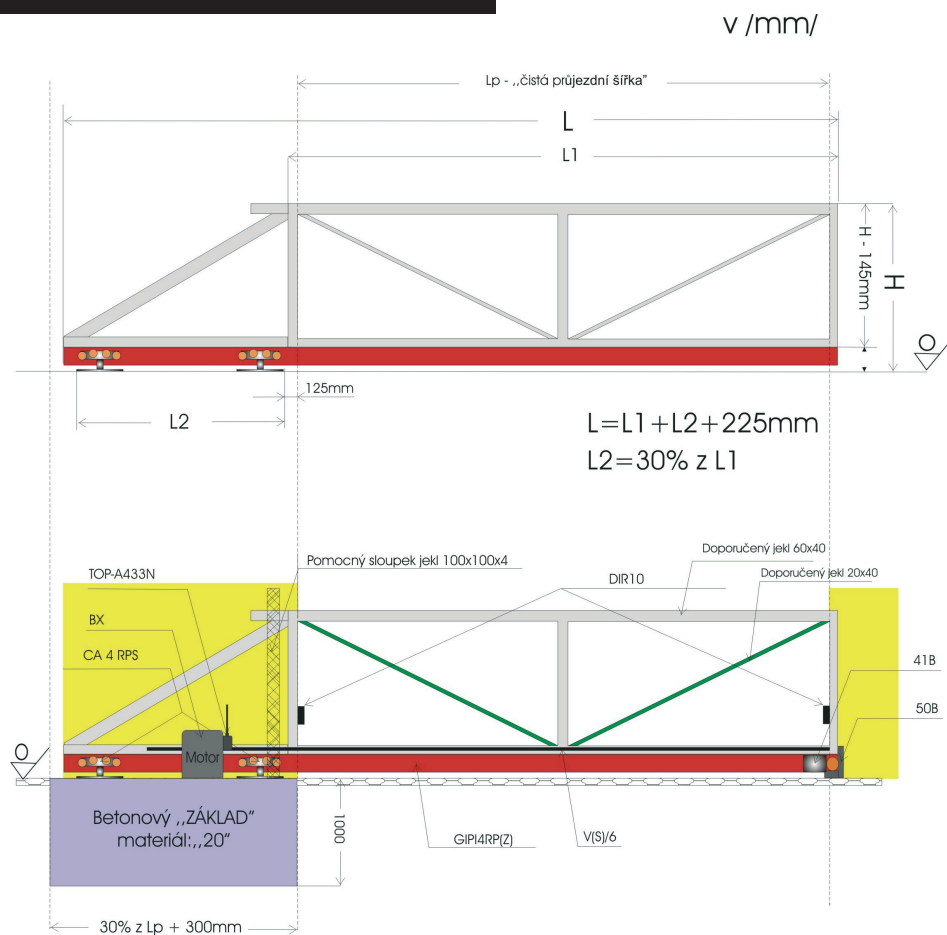 v /mm/
Lp - ,,čistá průjezdní šířka"
L
L1
H - 145mm
H
O
125mm
L2
L=L1+L2+225mm
L2=30% z L1
Doporučený jekl 60x40
Pomocný sloupek jekl 100x100x4
TOP-A433N
DIR10
Doporučený jekl 20x40
BX
CA 4 RPS
41B
50B
O
Motor
Betonový ,,ZÁKLAD"
materiál:,,20"
1000
GIPI4RP(Z)
V(S)/6
30% z Lp + 300mm